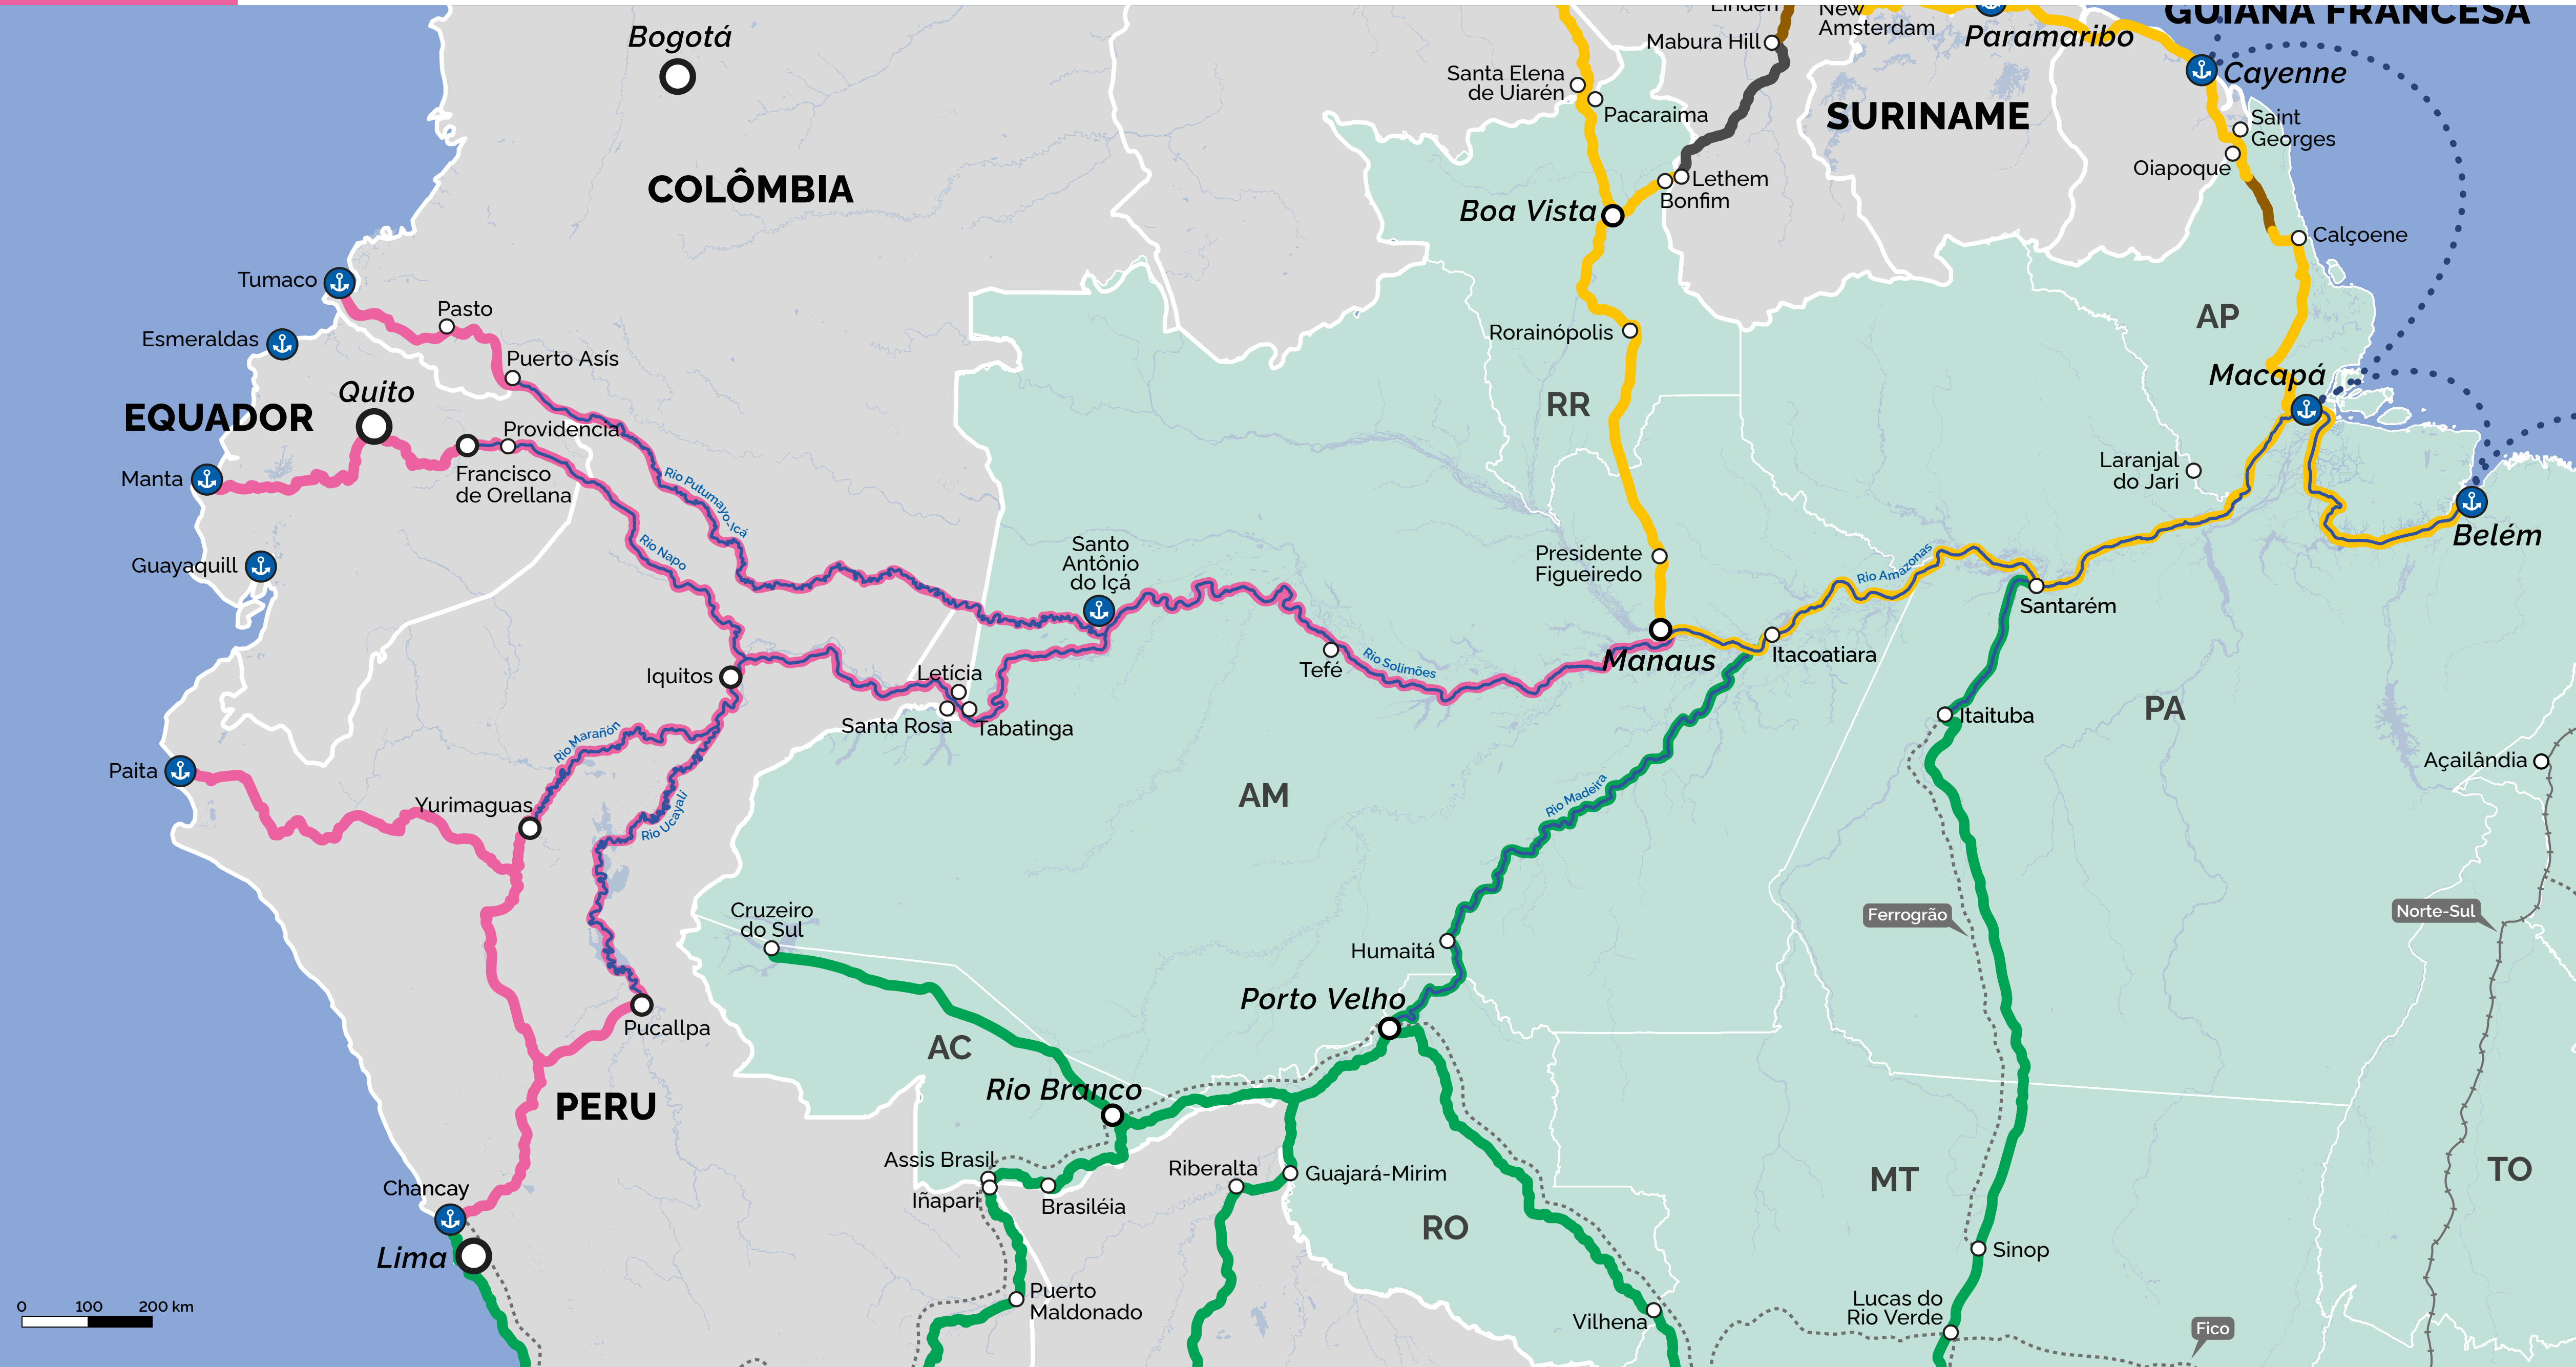 Linden
New
Amsterdam
GUIANA FRANCESA
Bogotá
Mabura Hill
Paramaribo
Cayenne
Santa Elena
de Uiarén
Pacaraima
SURINAME
Saint
Georges
Oiapoque
COLÔMBIA
Lethem
Bonfim
Boa Vista
Calçoene
Tumaco
Pasto
Esmeraldas
Rorainópolis
AP
Puerto Asís
Macapá
Quito
EQUADOR
RR
Providencia
Manta
Francisco
de Orellana
Rio Putumayo-Içá
Laranjal
do Jari
Belém
Rio Napo
Guayaquill
Santo
Antônio
do Içá
Presidente
Figueiredo
Rio Amazonas
Santarém
Iquitos
Letícia
Tefé
Rio Solimões
Manaus
Itacoatiara
Santa Rosa
Tabatinga
Itaituba
PA
Rio Marañón
Paita
Açailândia
Yurimaguas
Rio Ucayali
AM
Rio Madeira
Cruzeiro
do Sul
Ferrogrão
Norte-Sul
Humaitá
Porto Velho
Pucallpa
AC
Rio Branco
PERU
Assis Brasil
Iñapari
Brasiléia
Riberalta
Guajará-Mirim
MT
TO
Chancay
RO
Lima
Sinop
Puerto
Maldonado
Vilhena
Lucas do
Rio Verde
Fico
0 100 200 km